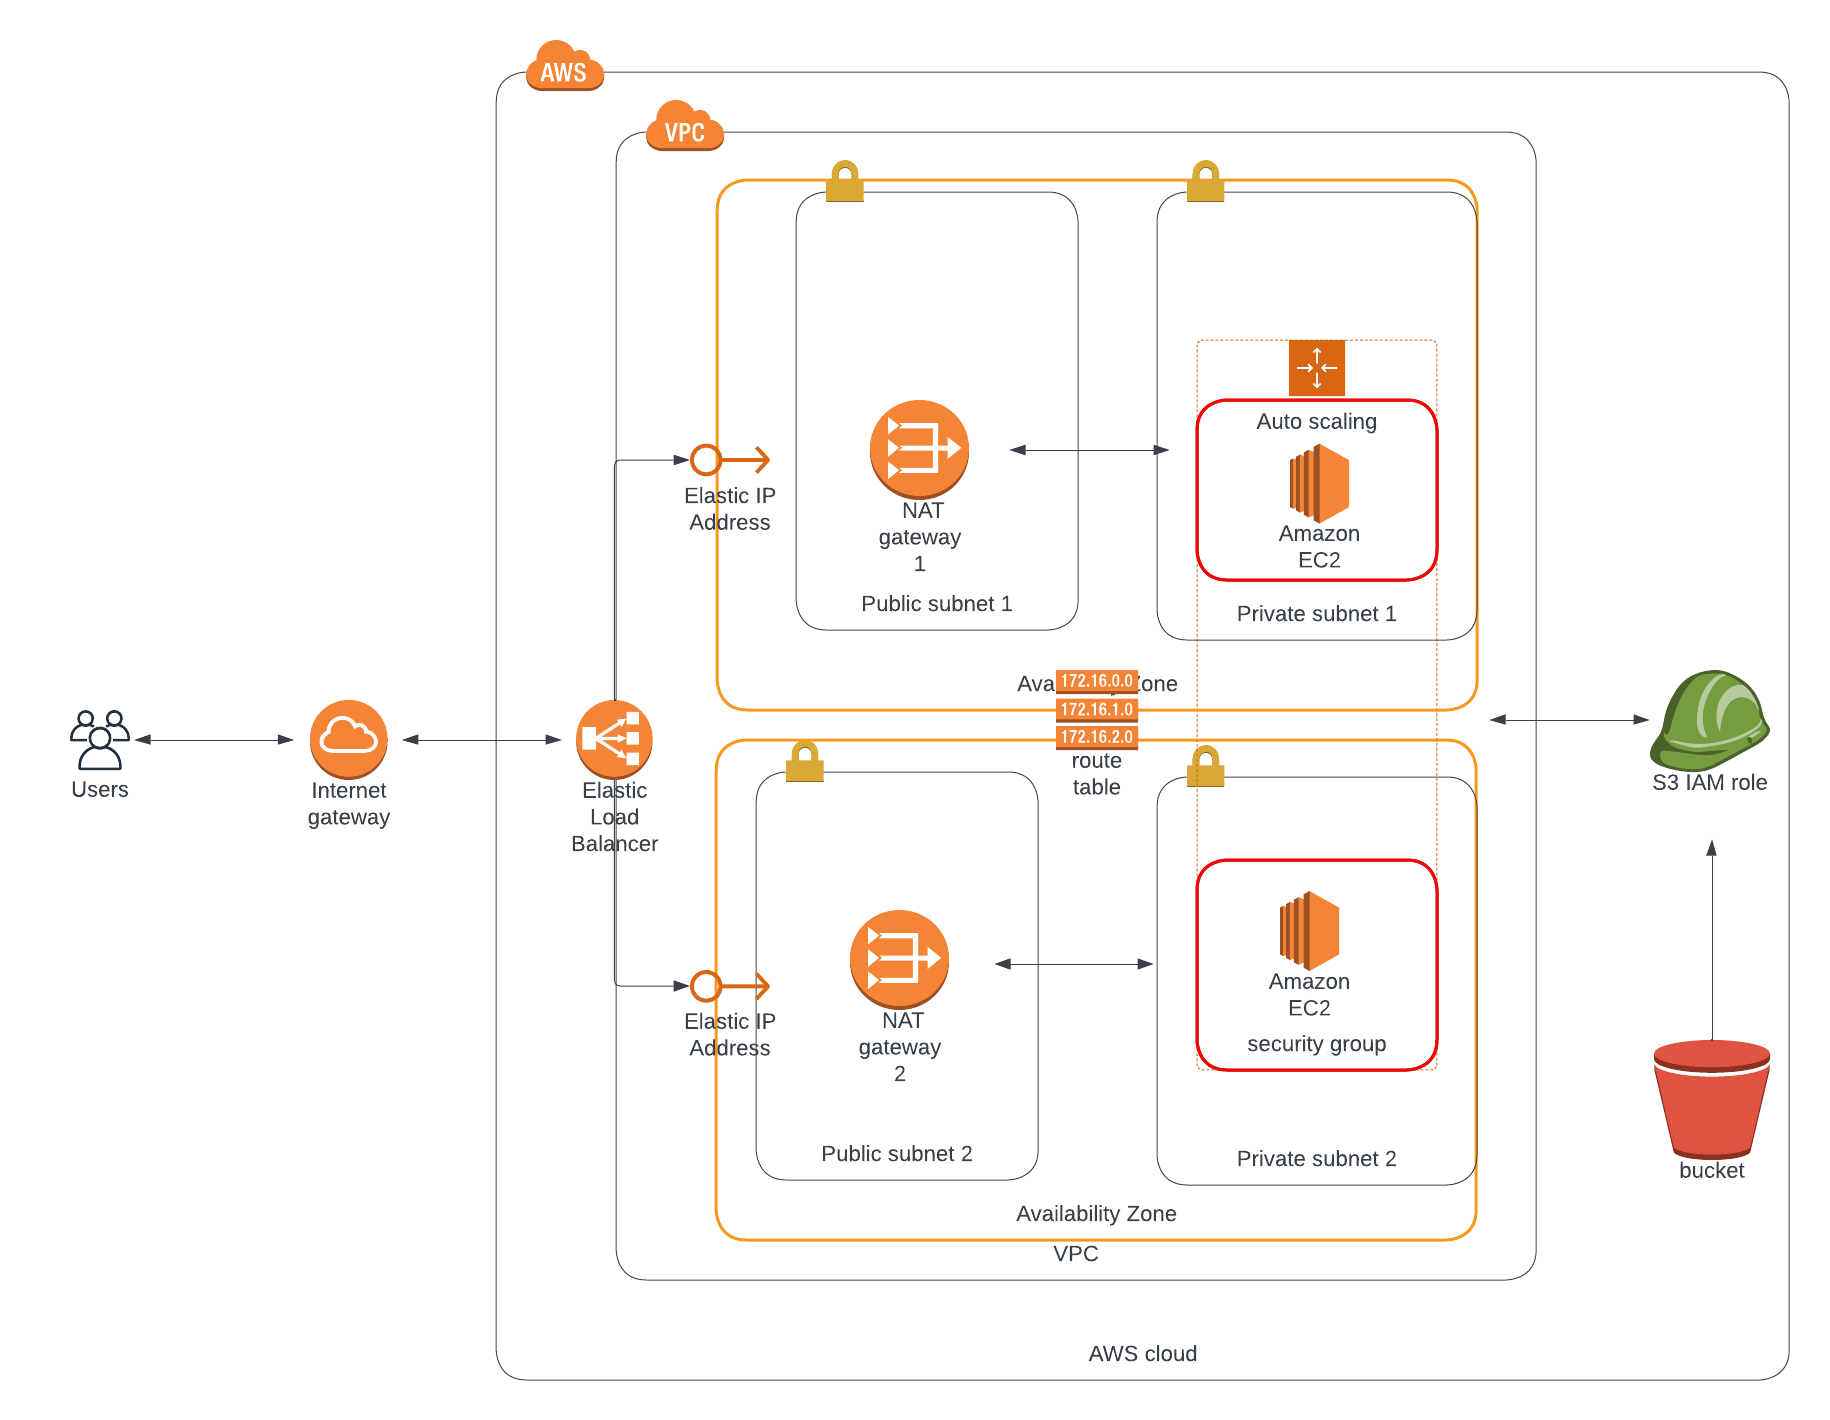 AWS
VPC
Auto scaling
Amazon
EC2
Elastic IP
Address
NAT
gateway
1
Public subnet 1
Private subnet 1
172.16.0.0
172.16.1.0
172.16.2.0
route
table
Users
Internet
gateway
Elastic
Load
Balancer
S3 IAM role
Elastic IP
Address
NAT
gateway
2
Amazon
EC2
security group
Public subnet 2
Private subnet 2
bucket
Availability Zone
VPC
AWS cloud